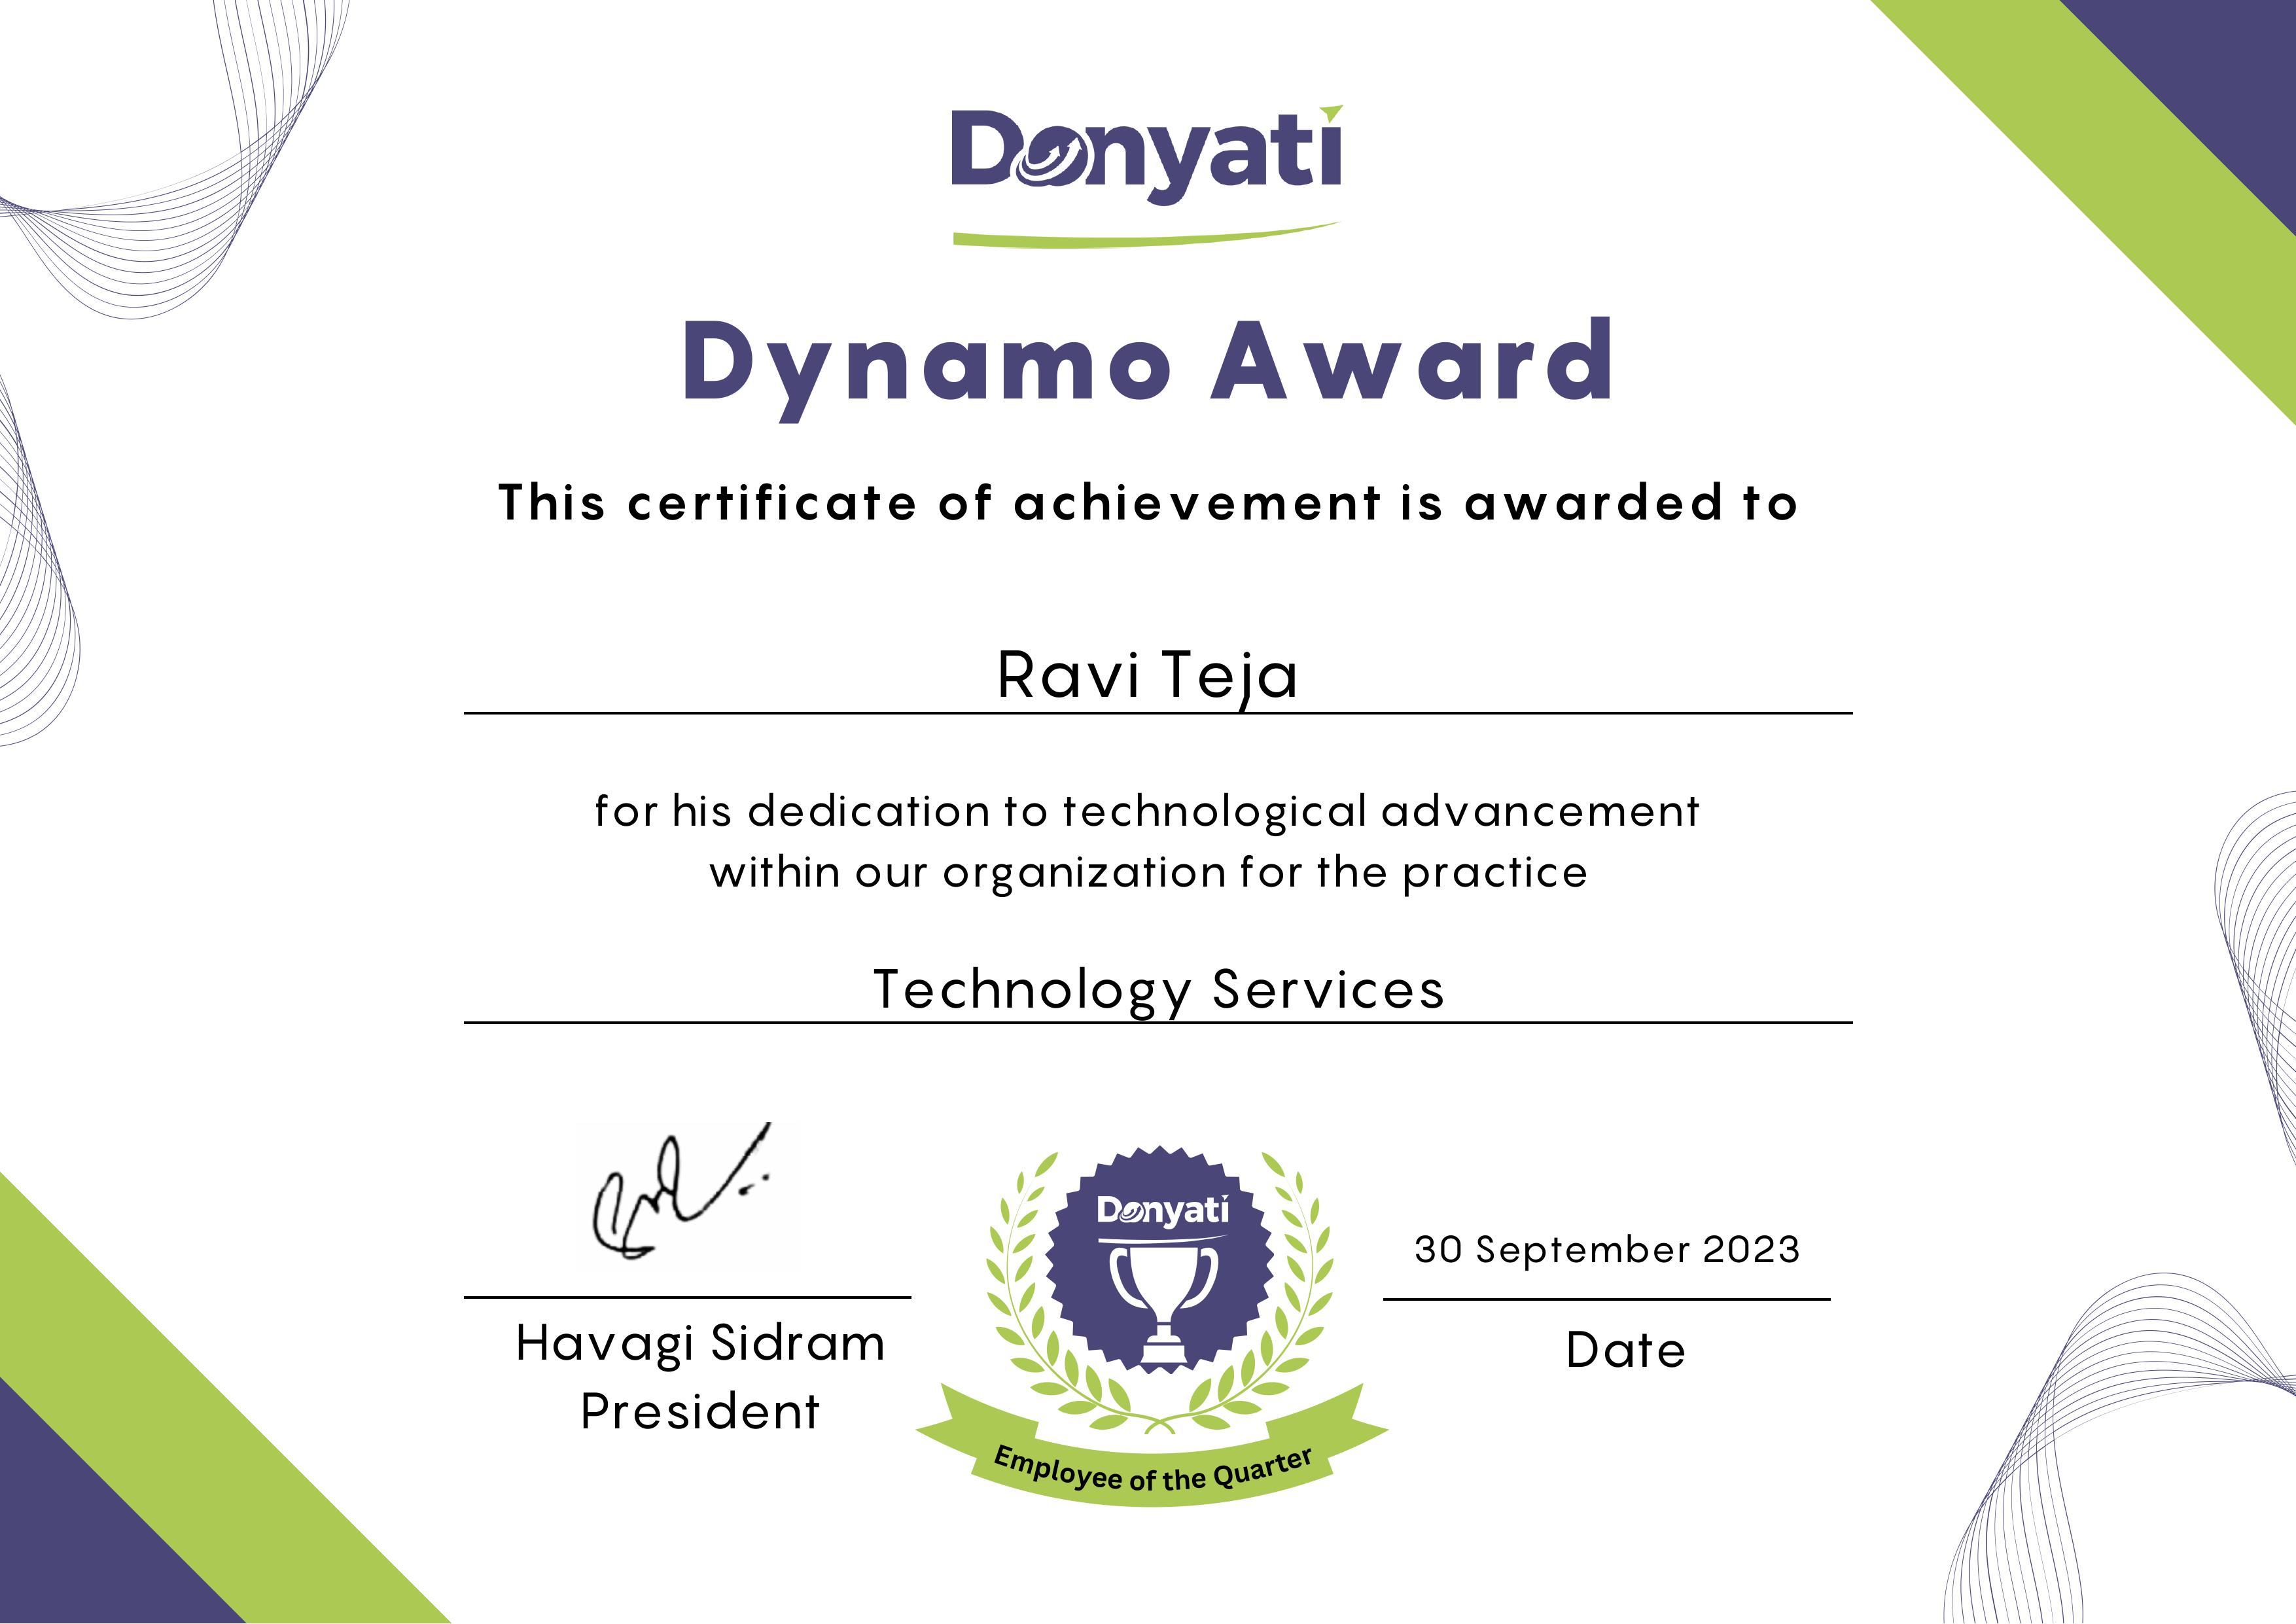 Donyati
Dynamo Award
This certificate of achievement is awarded to
Ravi Teja
for his dedication to technological advancement
within our organization for the practice
Technology Services
Donyati
30 September 2023
Havagi Sidram
President
Date
Employee of the Quarter